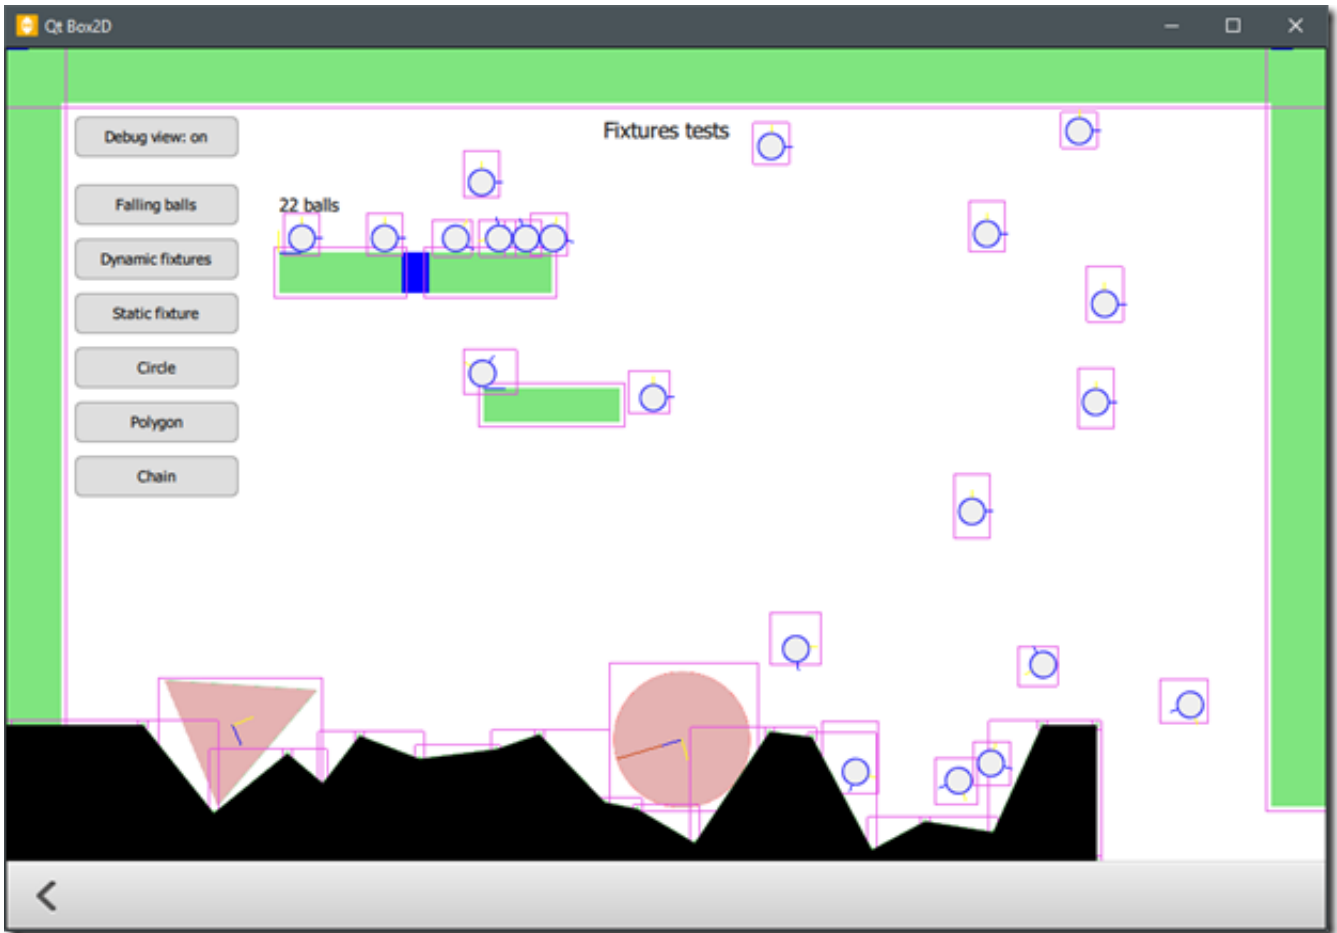 Qt Box2D
Debug view: on
Fixtures tests
Falling balls
22 balls
Dynamic fixtures
Static fixture
Circle
Polygon
Chain